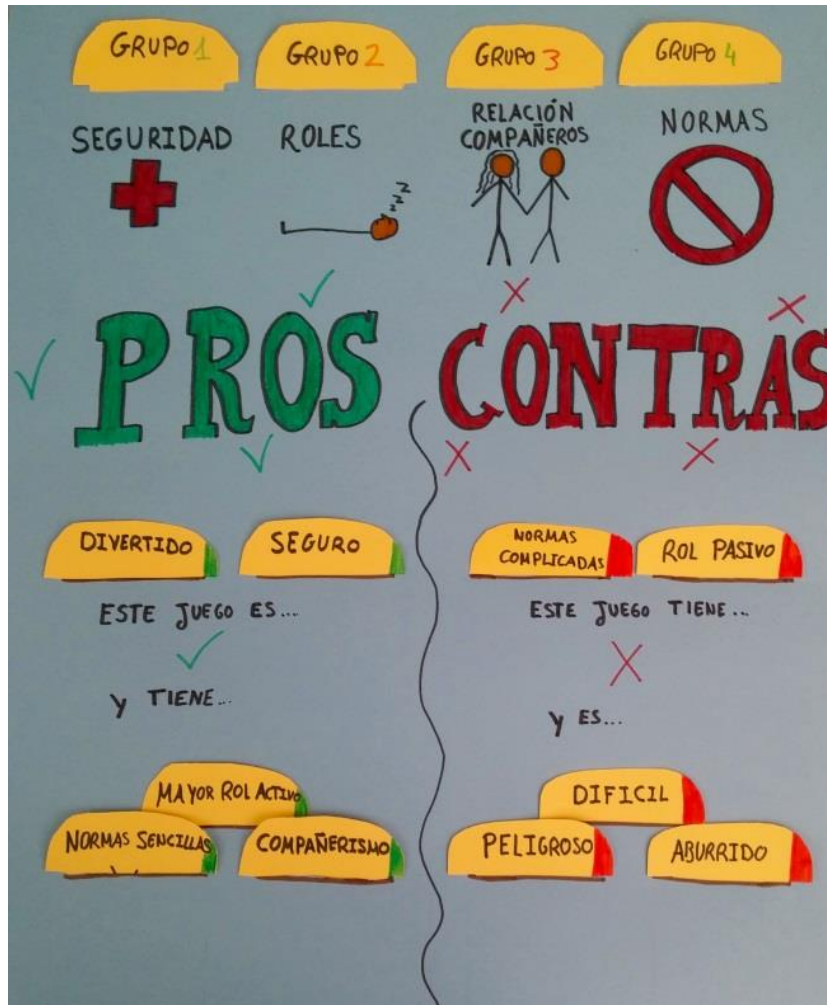 GRUPO 1
GRUPO 2
GRUPO 3
GRUPO 4
SEGURIDAD
ROLES
RELACIÓN
COMPAÑEROS
NORMAS
zzz
PROS
CONTRAS
DIVERTIDO
SEGURO
NORMAS
COMPLICADAS
ROL PASIVO
ESTE JUEGO ES...
ESTE JUEGO TIENE...
Y TIENE...
Y ES...
MAYOR ROL ACTIVO
NORMAS SENCILLAS
COMPAÑERISMO
DIFICIL
PELIGROSO
ABURRIDO